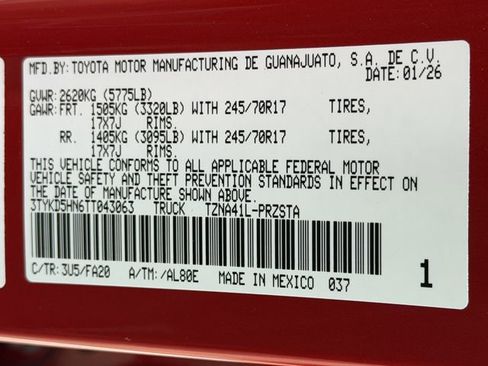 MFD.BY: TOYOTA MOTOR MANUFACTURING DE GUANAJUATO, S.A. DE C.V.
DATE: 01/26
GVWR: 2620KG (5775LB)
GAWR: FRT. 1505KG (3320LB) WITH 245/70R17 TIRES,
17X7J RIMS.
RR. 1405KG (3095LB) WITH 245/70R17 TIRES,
17X7J RIMS.
THIS VEHICLE CONFORMS TO ALL APPLICABLE FEDERAL MOTOR
VEHICLE SAFETY AND THEFT PREVENTION STANDARDS IN EFFECT ON
THE DATE OF MANUFACTURE SHOWN ABOVE.
3TYKD5HN6TT043063 TRUCK TZNA41L-PRZSTA
C/TR: 3U5/FA20 A/TM: /AL80E MADE IN MEXICO 037
1